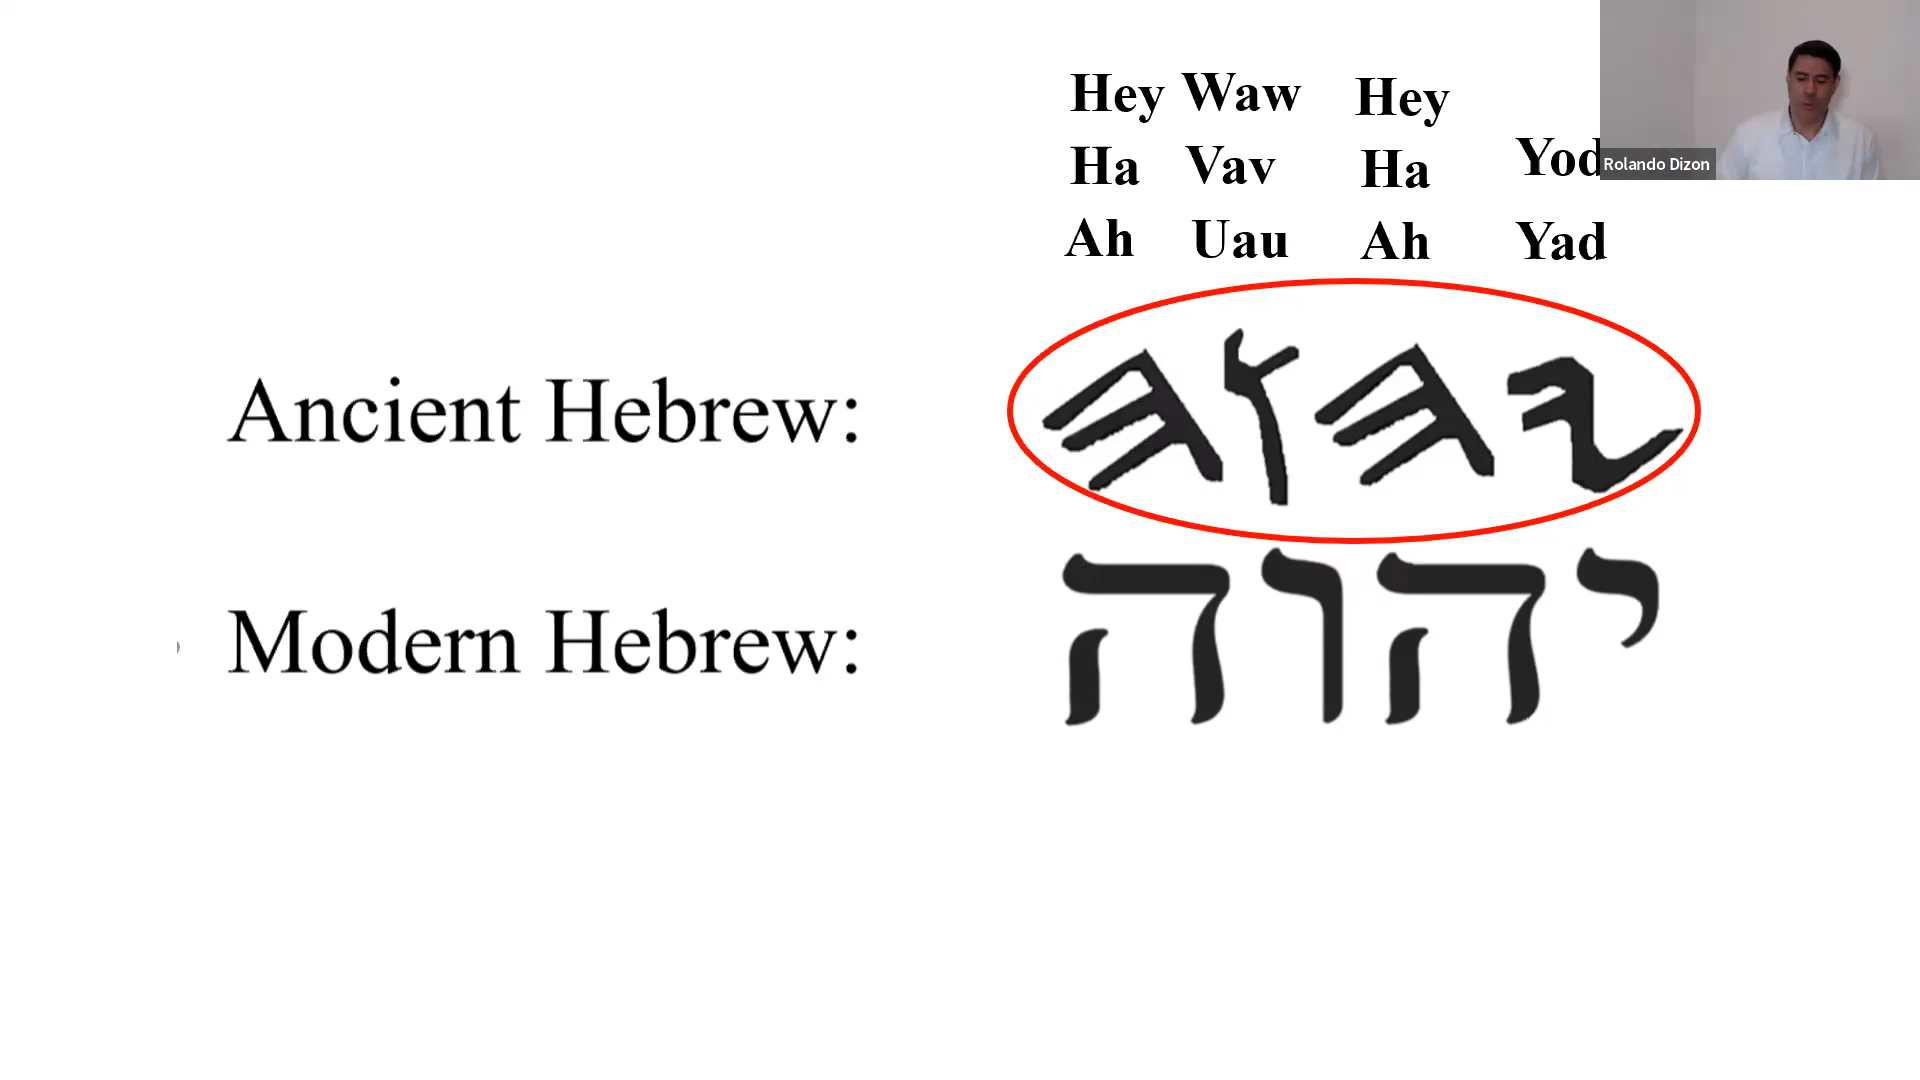 Hey Waw Hey Yod
Ha Vav Ha
Ah Uau Ah Yad
Rolando Dizon
Ancient Hebrew: 𐤉𐤄𐤅𐤄
Modern Hebrew: יהוה